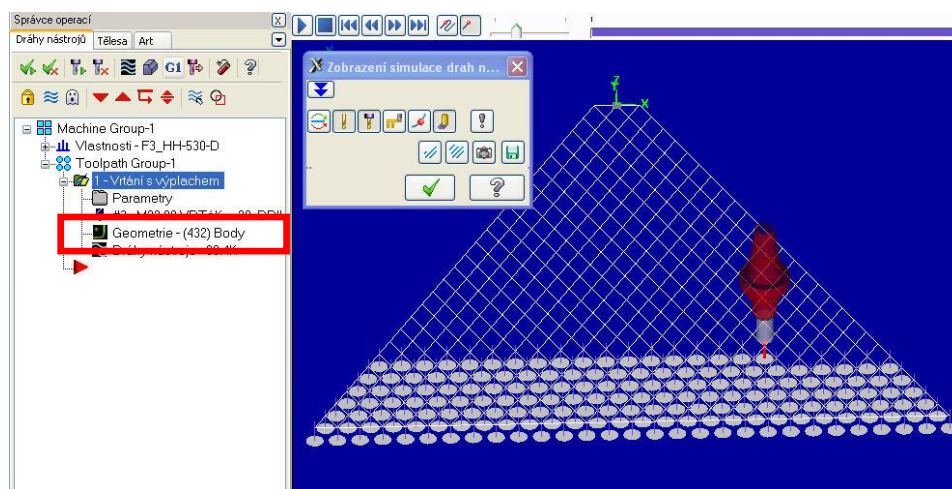 Správce operací
Dráhy nástrojů Tělesa Art
G1
Zobrazení simulace drah n...
Machine Group-1
Vlastnosti - F3_HH-530-D
Toolpath Group-1
1 - Vrtání s výplachem
Parametry
Geometrie - (432) Body
Z
X